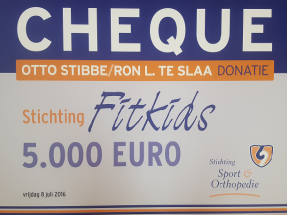 CHEQUE
OTTO STIBBE/RON L. TE SLAA DONATIE
Stichting Fitkids
5.000 EURO
Stichting
Sport
& Orthopedie
vrijdag 8 juli 2016